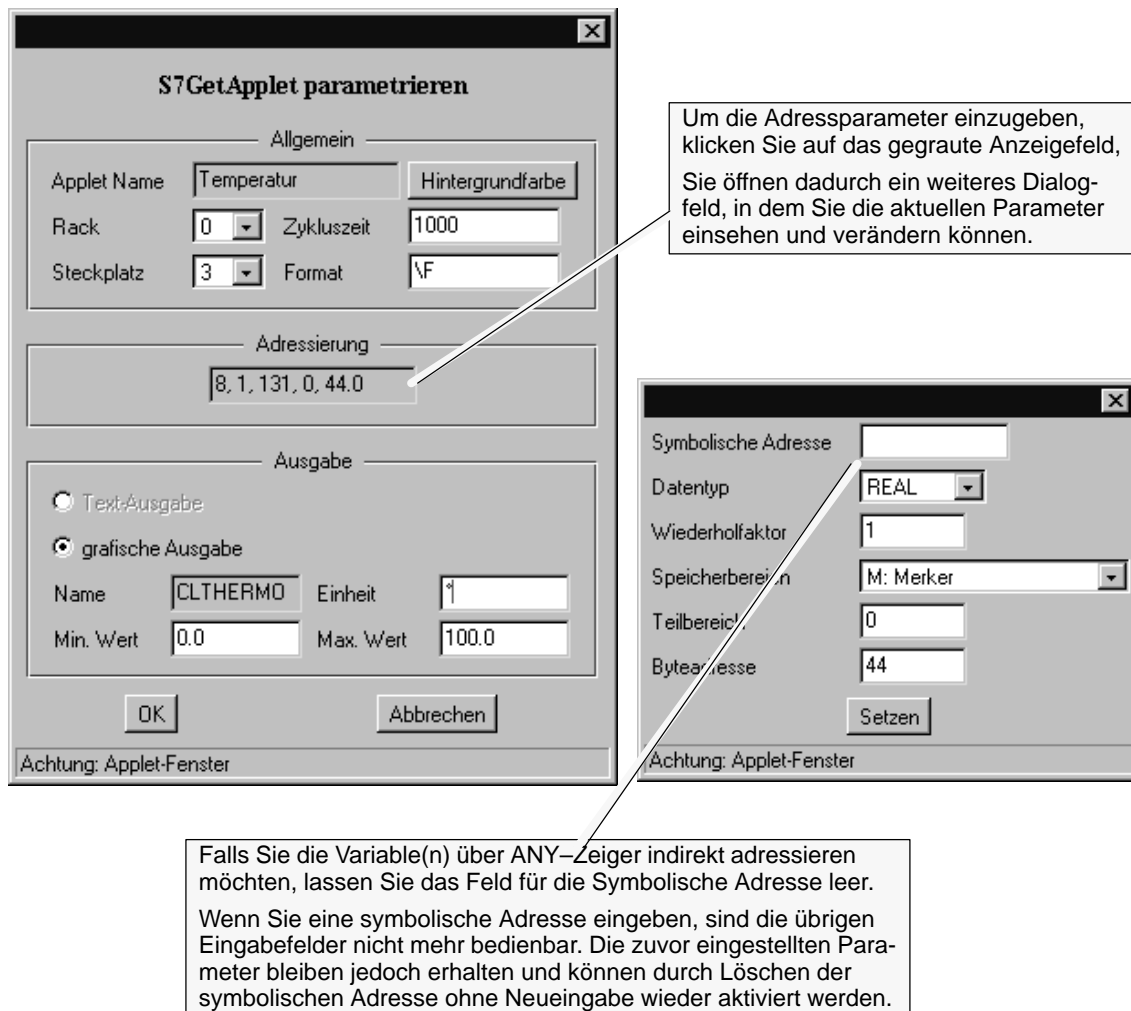 S7GetApplet parametrieren
Allgemein
Applet Name Temperatur Hintergrundfarbe
Rack 0 Zykluszeit 1000
Steckplatz 3 Format \F
Adressierung
8, 1, 131, 0, 44.0
Ausgabe
Text-Ausgabe
grafische Ausgabe
Name CLTHERMO Einheit °
Min. Wert 0.0 Max. Wert 100.0
OK Abbrechen
Achtung: Applet-Fenster
Um die Adressparameter einzugeben,
klicken Sie auf das gegraute Anzeigefeld,
Sie öffnen dadurch ein weiteres Dialog-
feld, in dem Sie die aktuellen Parameter
einsehen und verändern können.
Symbolische Adresse
Datentyp REAL
Wiederholfaktor 1
Speicherbereich M: Merker
Teilbereich 0
Byteadresse 44
Setzen
Achtung: Applet-Fenster
Falls Sie die Variable(n) über ANY–Zeiger indirekt adressieren
möchten, lassen Sie das Feld für die Symbolische Adresse leer.
Wenn Sie eine symbolische Adresse eingeben, sind die übrigen
Eingabefelder nicht mehr bedienbar. Die zuvor eingestellten Para-
meter bleiben jedoch erhalten und können durch Löschen der
symbolischen Adresse ohne Neueingabe wieder aktiviert werden.